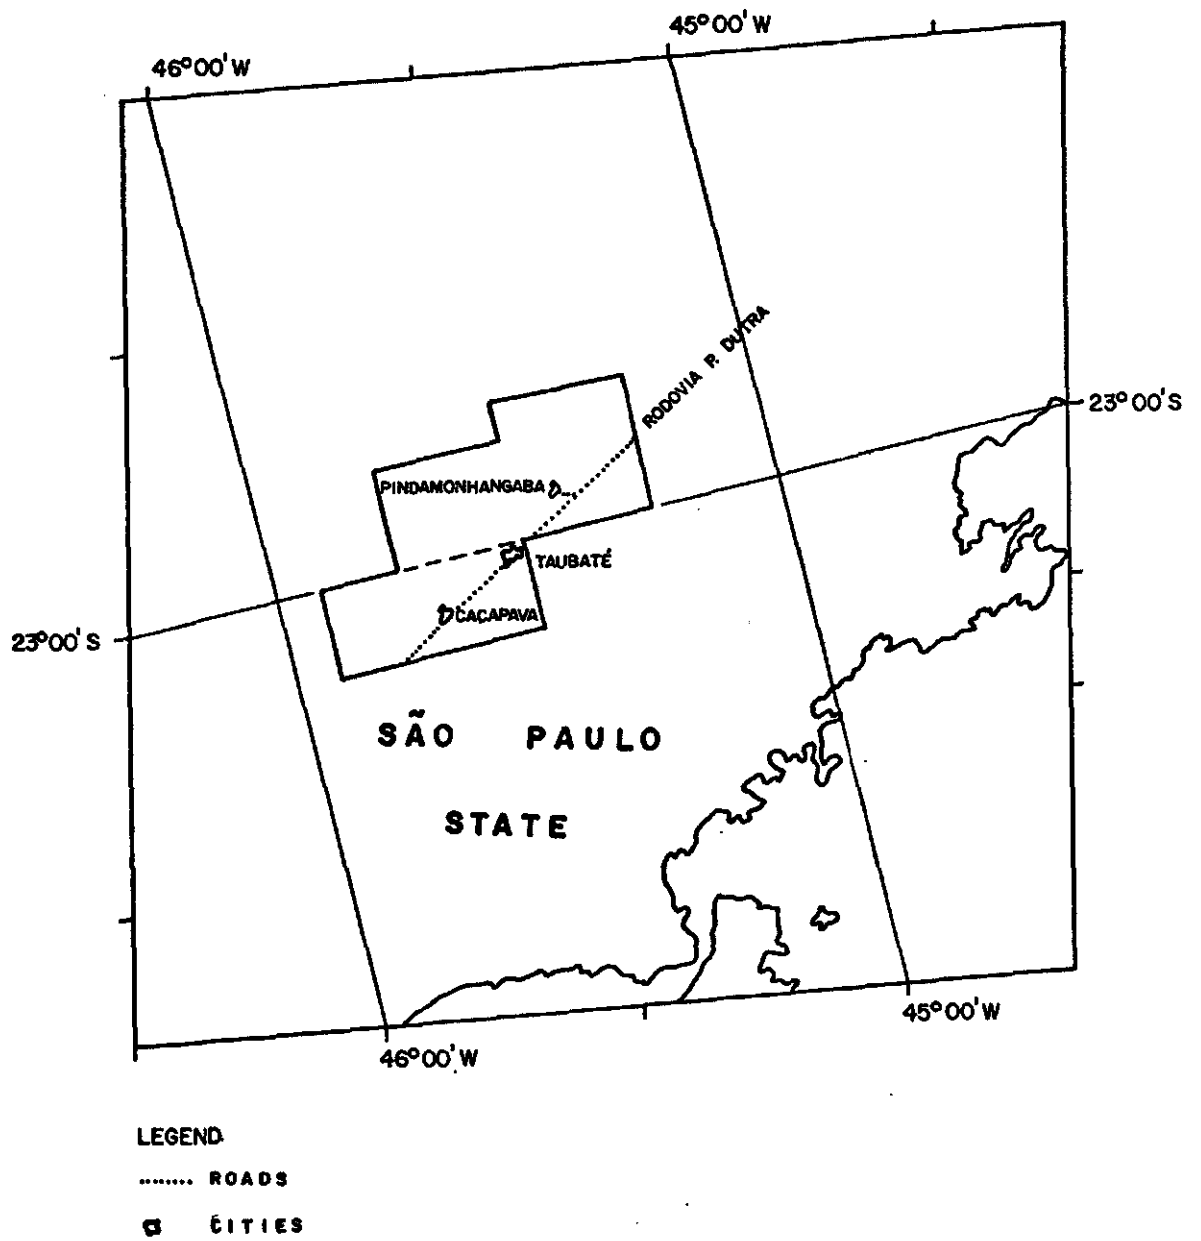 45°00'W
46°00'W
RODOVIA P. DUTRA
23°00'S
PINDAMONHANGABA
TAUBATÉ
CAÇAPAVA
23°00'S
SÃO PAULO
STATE
45°00'W
46°00'W
LEGEND
........ ROADS
CITIES